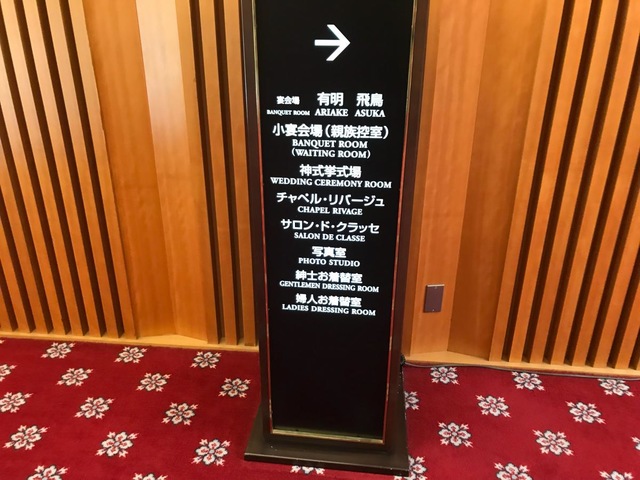 →
宴会場 有明 飛鳥
BANQUET ROOM ARIAKE ASUKA
小宴会場(親族控室)
BANQUET ROOM
(WAITING ROOM)
神式挙式場
WEDDING CEREMONY ROOM
チャペル・リバージュ
CHAPEL RIVAGE
サロン・ド・クラッセ
SALON DE CLASSE
写真室
PHOTO STUDIO
紳士お着替室
GENTLEMEN DRESSING ROOM
婦人お着替室
LADIES DRESSING ROOM